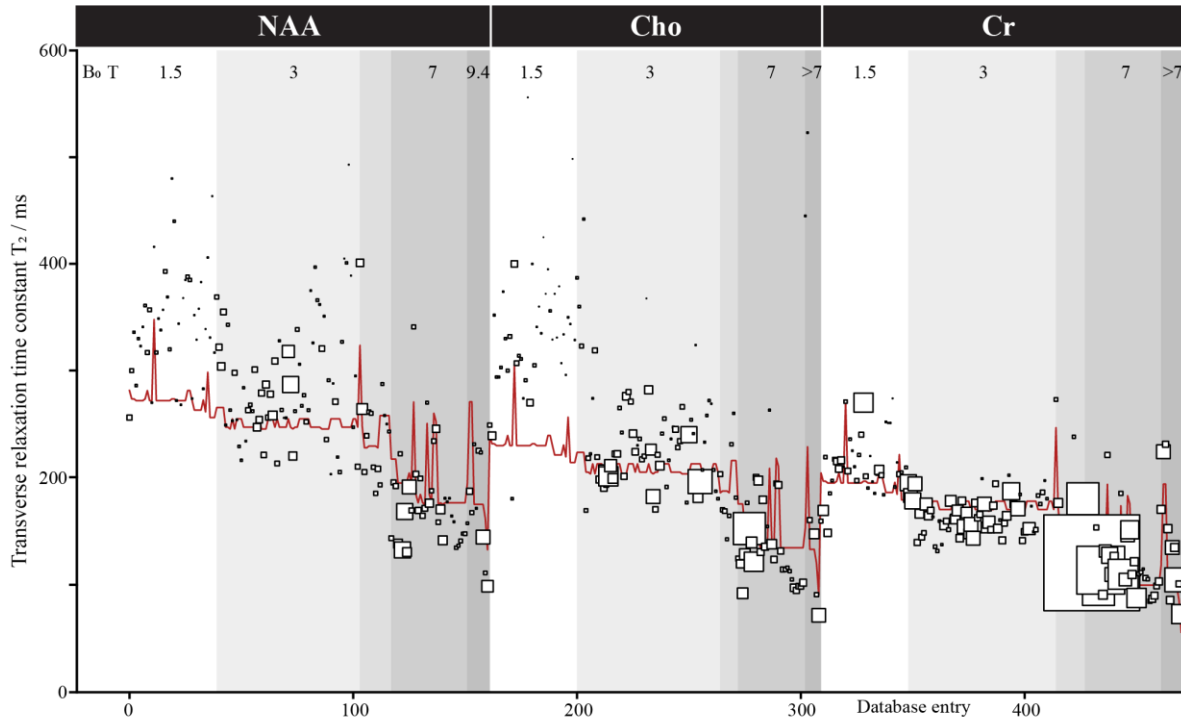 NAA Cho Cr
600
B₀ T 1.5 3 7 9.4 1.5 3 7 >7 1.5 3 7 >7
400
200
0
Transverse relaxation time constant T₂ / ms
0 100 200 300 Database entry 400